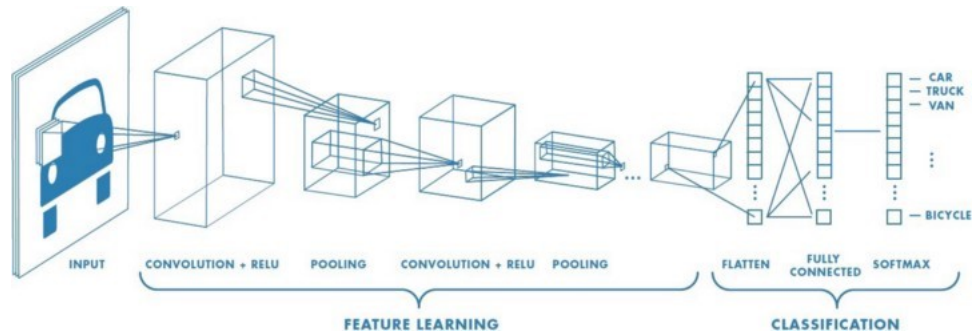 CAR
TRUCK
VAN
BICYCLE
INPUT
CONVOLUTION + RELU
POOLING
CONVOLUTION + RELU
POOLING
FLATTEN
FULLY
CONNECTED
SOFTMAX
FEATURE LEARNING
CLASSIFICATION